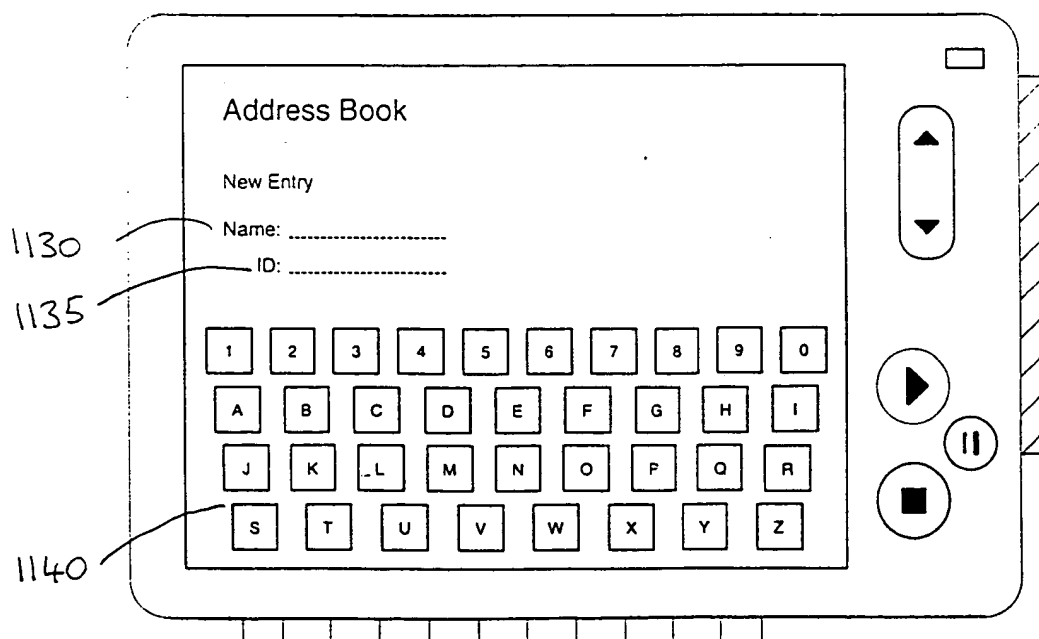 Address Book
New Entry
1130
Name:
ID:
1135
1 2 3 4 5 6 7 8 9 0
A B C D E F G H I
J K L M N O P Q R
S T U V W X Y Z
1140